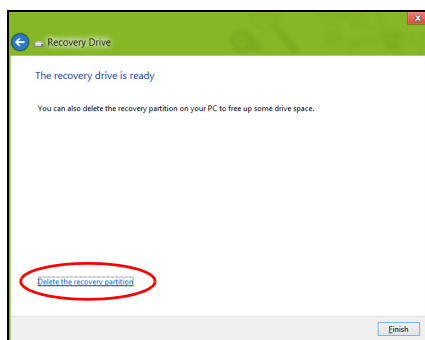 Recovery Drive
The recovery drive is ready
You can also delete the recovery partition on your PC to free up some drive space.
Delete the recovery partition
Finish